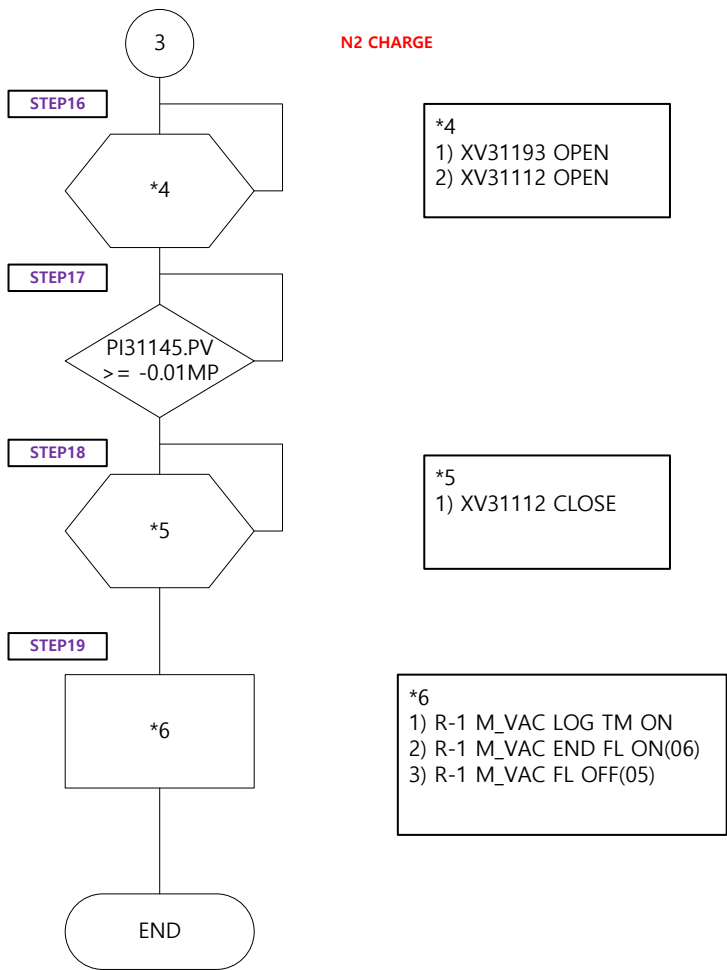 3
N2 CHARGE
STEP16
*4
*4
1) XV31193 OPEN
2) XV31112 OPEN
STEP17
PI31145.PV
>= -0.01MP
STEP18
*5
*5
1) XV31112 CLOSE
STEP19
*6
*6
1) R-1 M_VAC LOG TM ON
2) R-1 M_VAC END FL ON(06)
3) R-1 M_VAC FL OFF(05)
END